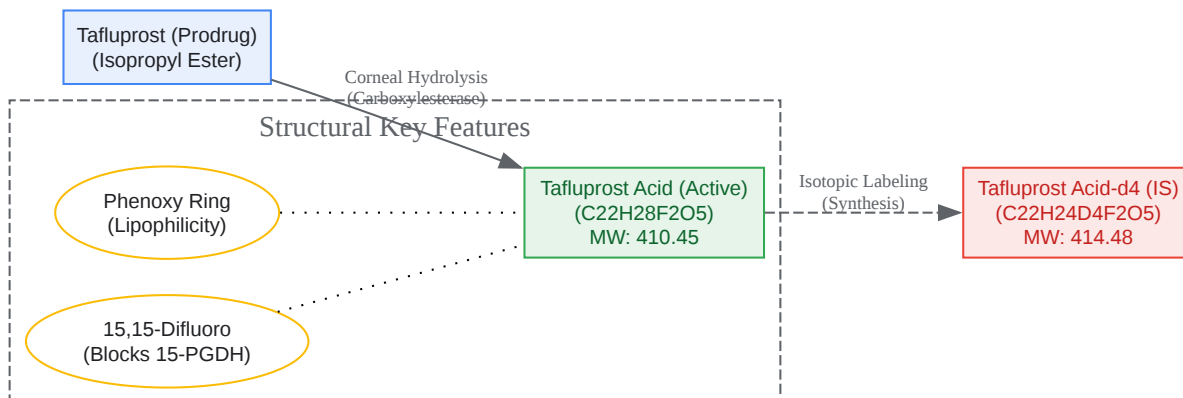 Tafluprost (Prodrug)
(Isopropyl Ester)
Corneal Hydrolysis
(Carboxylesterase)
Structural Key Features
Phenoxy Ring
(Lipophilicity)
Tafluprost Acid (Active)
(C22H28F2O5)
MW: 410.45
Isotopic Labeling
(Synthesis)
Tafluprost Acid-d4 (IS)
(C22H24D4F2O5)
MW: 414.48
15,15-Difluoro
(Blocks 15-PGDH)